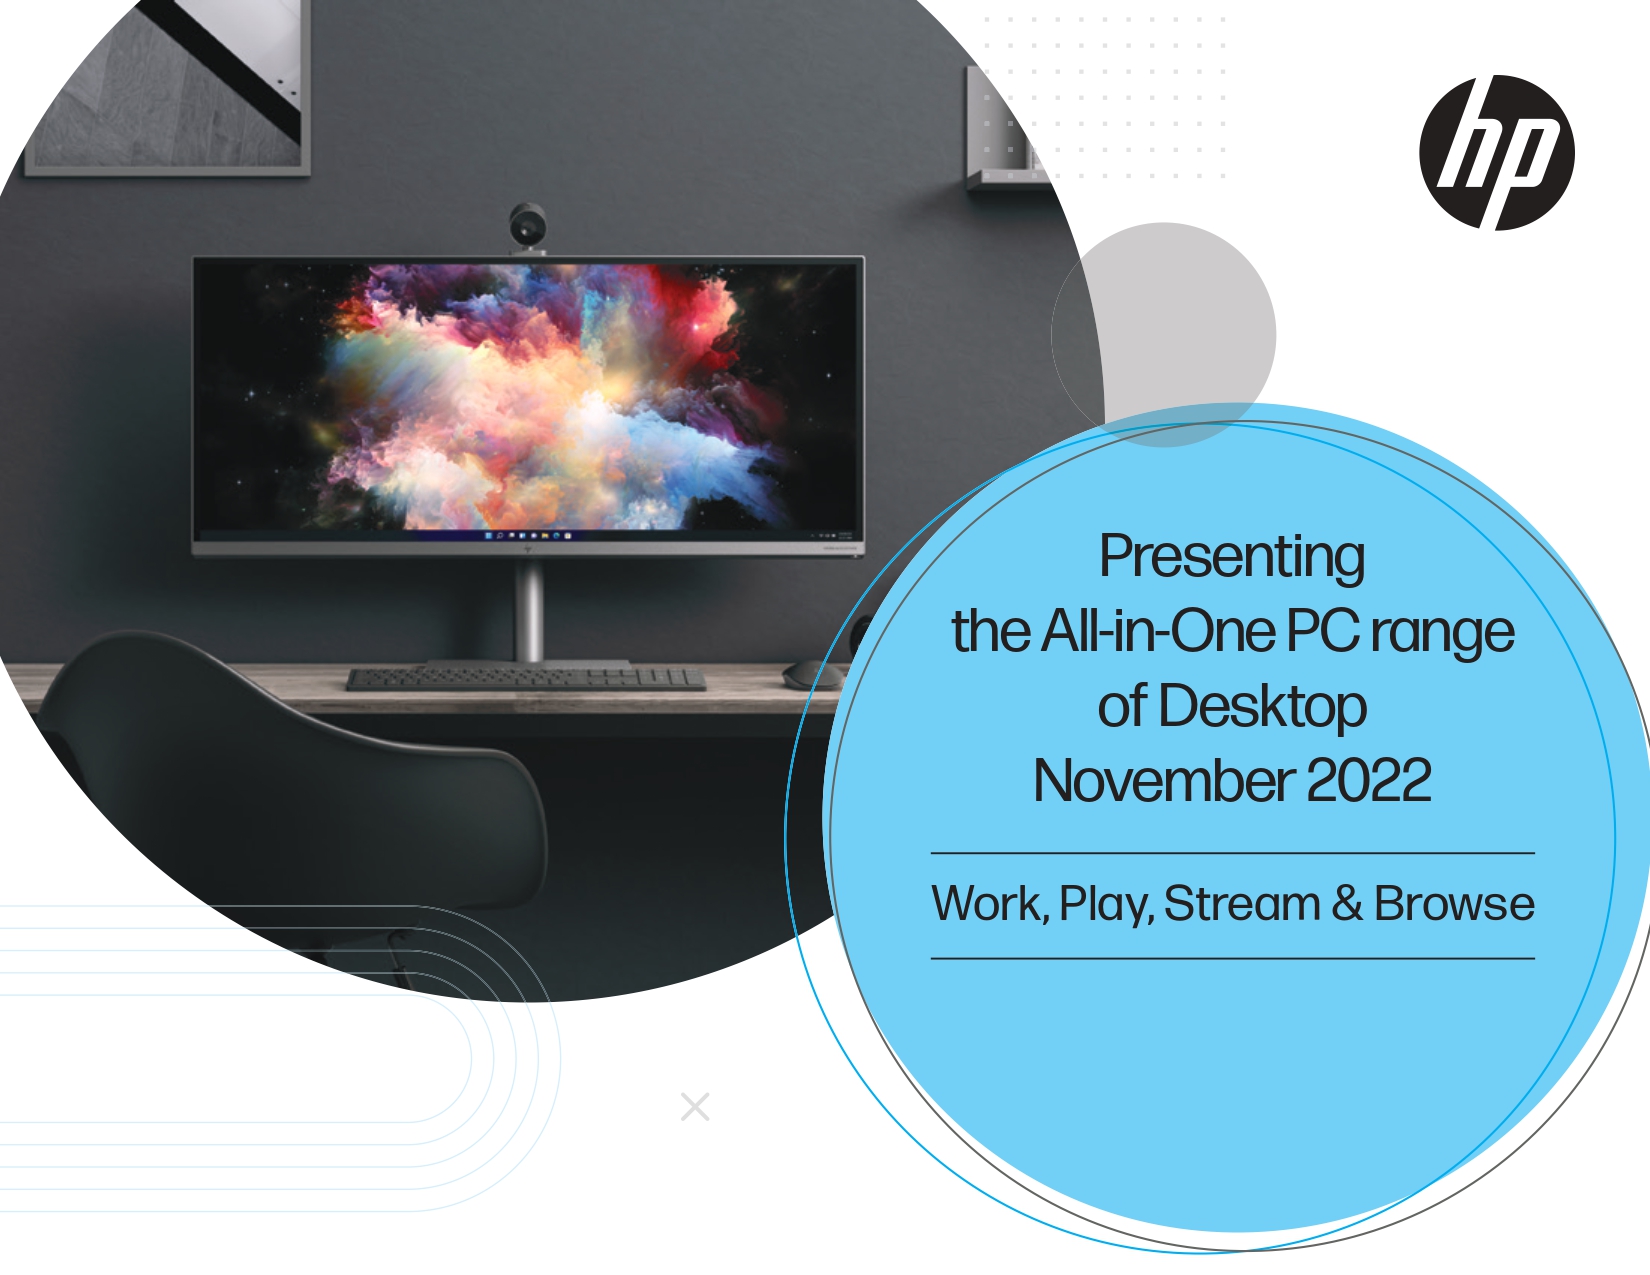 hp
Presenting
the All-in-One PC range
of Desktop
November 2022
Work, Play, Stream & Browse